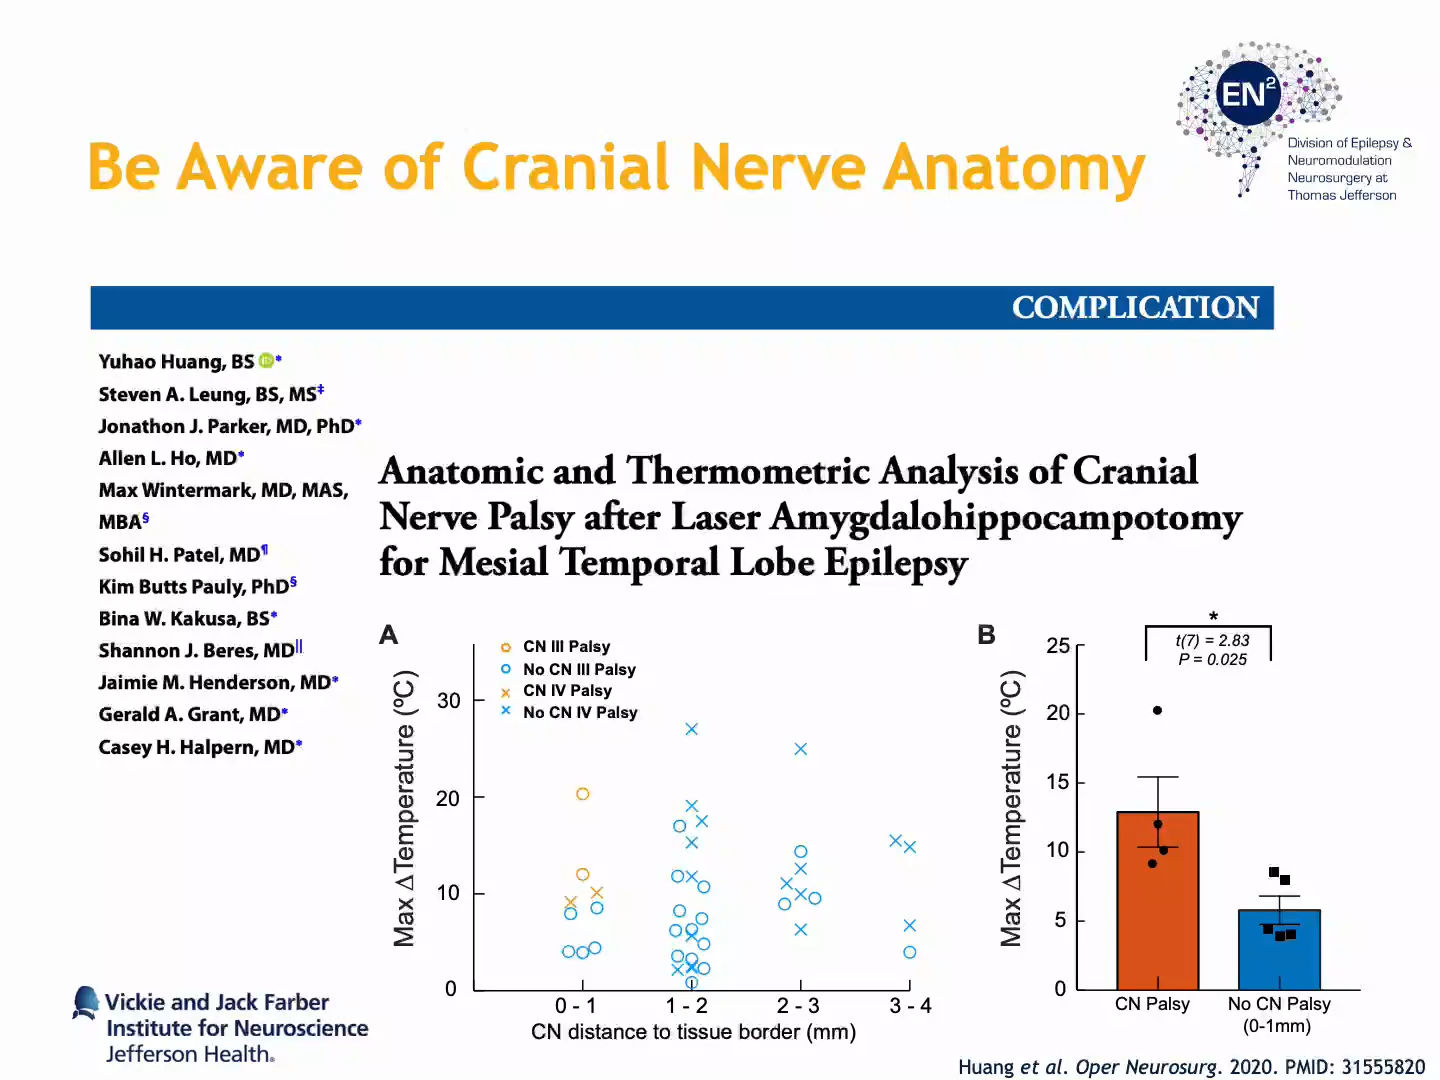 Be Aware of Cranial Nerve Anatomy
EN²
Division of Epilepsy &
Neuromodulation
Neurosurgery at
Thomas Jefferson
COMPLICATION
Yuhao Huang, BS iD*
Steven A. Leung, BS, MS‡
Jonathon J. Parker, MD, PhD*
Allen L. Ho, MD*
Max Wintermark, MD, MAS,
MBA§
Sohil H. Patel, MD¶
Kim Butts Pauly, PhD§
Bina W. Kakusa, BS*
Shannon J. Beres, MD||
Jaimie M. Henderson, MD*
Gerald A. Grant, MD*
Casey H. Halpern, MD*
Anatomic and Thermometric Analysis of Cranial
Nerve Palsy after Laser Amygdalohippocampotomy
for Mesial Temporal Lobe Epilepsy
A
CN III Palsy
No CN III Palsy
CN IV Palsy
No CN IV Palsy
Max ΔTemperature (ºC)
30
20
10
0
0 - 1
1 - 2
2 - 3
3 - 4
CN distance to tissue border (mm)
B
*
t(7) = 2.83
P = 0.025
Max ΔTemperature (ºC)
25
20
15
10
5
0
CN Palsy
No CN Palsy
(0-1mm)
Vickie and Jack Farber
Institute for Neuroscience
Jefferson Health.
Huang et al. Oper Neurosurg. 2020. PMID: 31555820